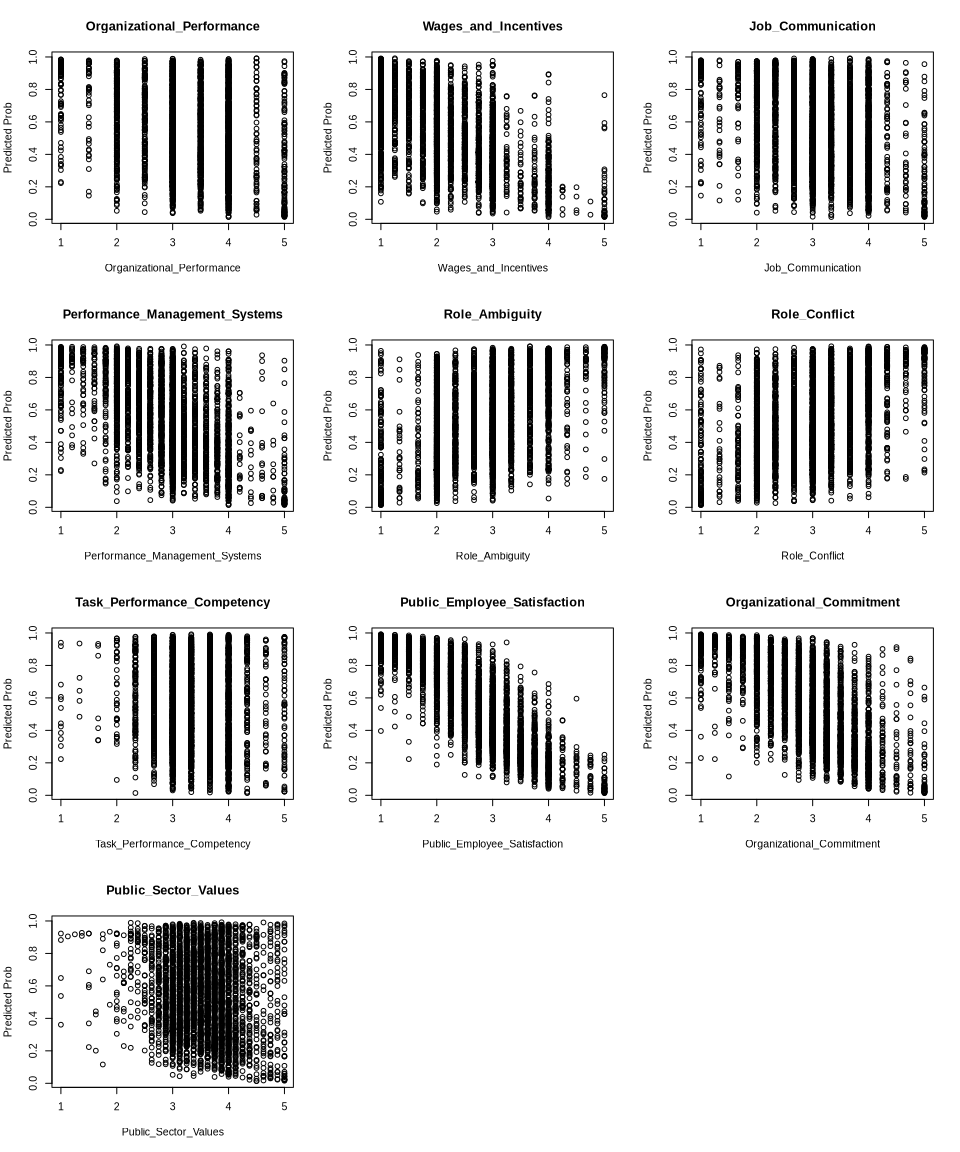 Organizational_Performance
Predicted Prob
0.0 0.2 0.4 0.6 0.8 1.0
1 2 3 4 5
Organizational_Performance
Wages_and_Incentives
Predicted Prob
0.0 0.2 0.4 0.6 0.8 1.0
1 2 3 4 5
Wages_and_Incentives
Job_Communication
Predicted Prob
0.0 0.2 0.4 0.6 0.8 1.0
1 2 3 4 5
Job_Communication
Performance_Management_Systems
Predicted Prob
0.0 0.2 0.4 0.6 0.8 1.0
1 2 3 4 5
Performance_Management_Systems
Role_Ambiguity
Predicted Prob
0.0 0.2 0.4 0.6 0.8 1.0
1 2 3 4 5
Role_Ambiguity
Role_Conflict
Predicted Prob
0.0 0.2 0.4 0.6 0.8 1.0
1 2 3 4 5
Role_Conflict
Task_Performance_Competency
Predicted Prob
0.0 0.2 0.4 0.6 0.8 1.0
1 2 3 4 5
Task_Performance_Competency
Public_Employee_Satisfaction
Predicted Prob
0.0 0.2 0.4 0.6 0.8 1.0
1 2 3 4 5
Public_Employee_Satisfaction
Organizational_Commitment
Predicted Prob
0.0 0.2 0.4 0.6 0.8 1.0
1 2 3 4 5
Organizational_Commitment
Public_Sector_Values
Predicted Prob
0.0 0.2 0.4 0.6 0.8 1.0
1 2 3 4 5
Public_Sector_Values